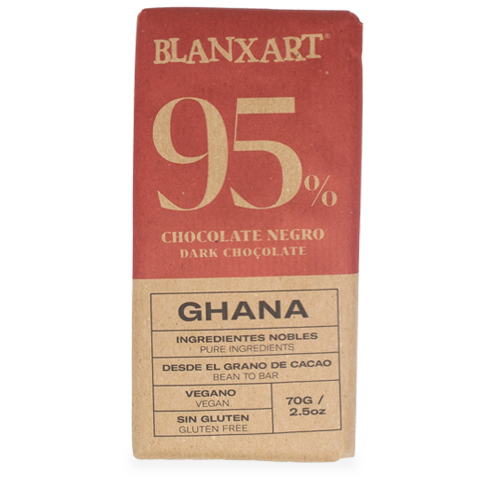 BLANXART®
95%
CHOCOLATE NEGRO
DARK CHOÇOLATE
GHANA
INGREDIENTES NOBLES
PURE INGREDIENTS
DESDE EL GRANO DE CACAO
BEAN TO BAR
VEGANO
VEGAN.
SIN GLUTEN
GLUTEN FREE
70G /
2.5oz